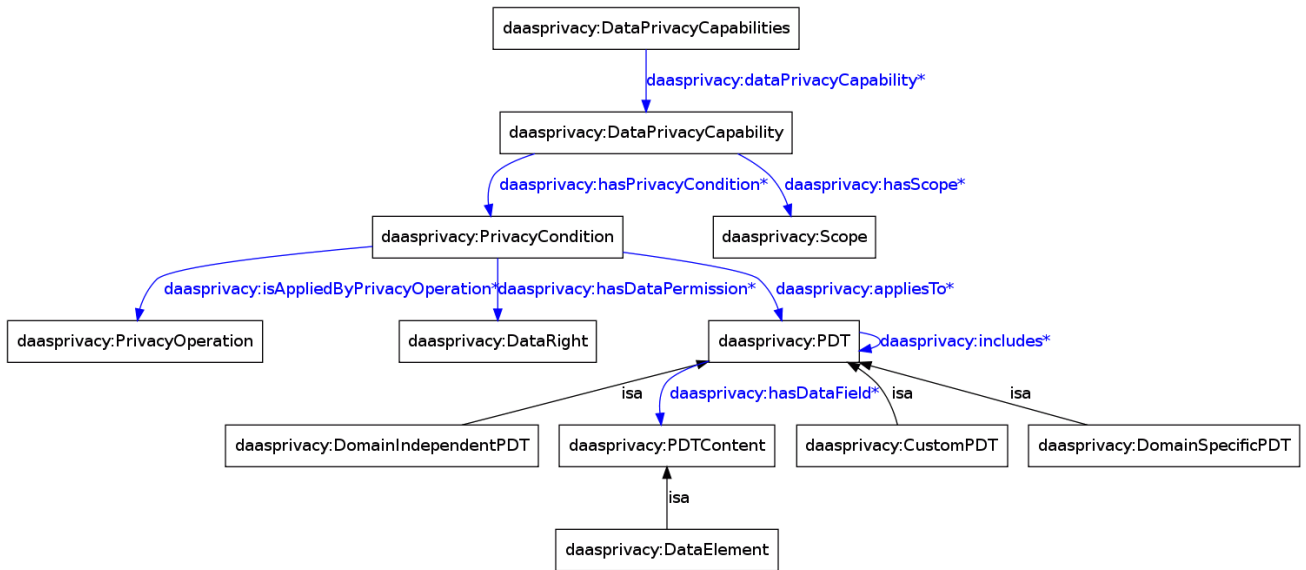 daasprivacy:DataPrivacyCapabilities
daasprivacy:dataPrivacyCapability*
daasprivacy:DataPrivacyCapability
daasprivacy:hasPrivacyCondition*
daasprivacy:hasScope*
daasprivacy:PrivacyCondition
daasprivacy:Scope
daasprivacy:isAppliedByPrivacyOperation*
daasprivacy:hasDataPermission*
daasprivacy:appliesTo*
daasprivacy:PrivacyOperation
daasprivacy:DataRight
daasprivacy:PDT
daasprivacy:includes*
isa
daasprivacy:hasDataField*
isa
isa
daasprivacy:DomainIndependentPDT
daasprivacy:PDTContent
daasprivacy:CustomPDT
daasprivacy:DomainSpecificPDT
isa
daasprivacy:DataElement